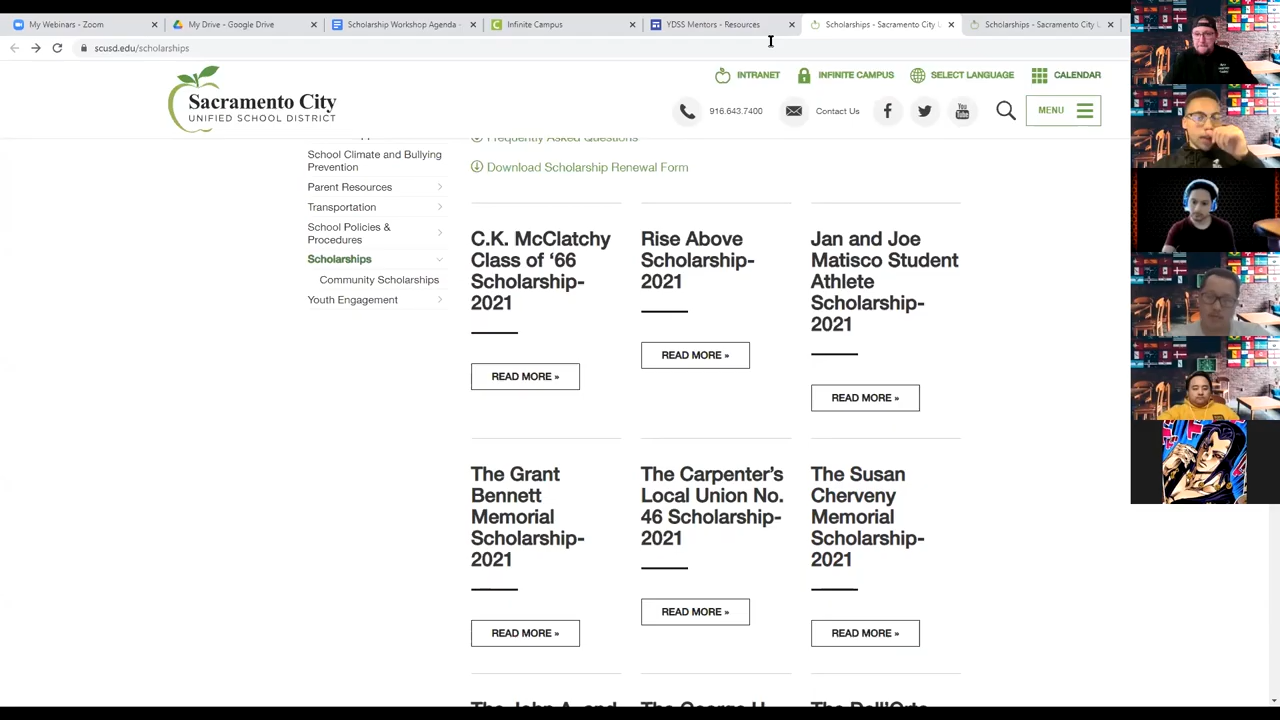 My Webinars - Zoom
My Drive - Google Drive
Scholarship Workshop Agenda
Infinite Camp
YDSS Mentors - Resources
Scholarships - Sacramento City U
Scholarships - Sacramento City U
scusd.edu/scholarships
INTRANET
INFINITE CAMPUS
SELECT LANGUAGE
CALENDAR
Sacramento City
UNIFIED SCHOOL DISTRICT
916.643.7400
Contact Us
MENU
Frequently Asked Questions
Download Scholarship Renewal Form
School Climate and Bullying
Prevention
Parent Resources
Transportation
School Policies &
Procedures
Scholarships
Community Scholarships
Youth Engagement
C.K. McClatchy
Class of ‘66
Scholarship-
2021
READ MORE »
Rise Above
Scholarship-
2021
READ MORE »
Jan and Joe
Matisco Student
Athlete
Scholarship-
2021
READ MORE »
The Grant
Bennett
Memorial
Scholarship-
2021
READ MORE »
The Carpenter’s
Local Union No.
46 Scholarship-
2021
READ MORE »
The Susan
Cherveny
Memorial
Scholarship-
2021
READ MORE »
The John A. and
The George H.
The Dell'Orto